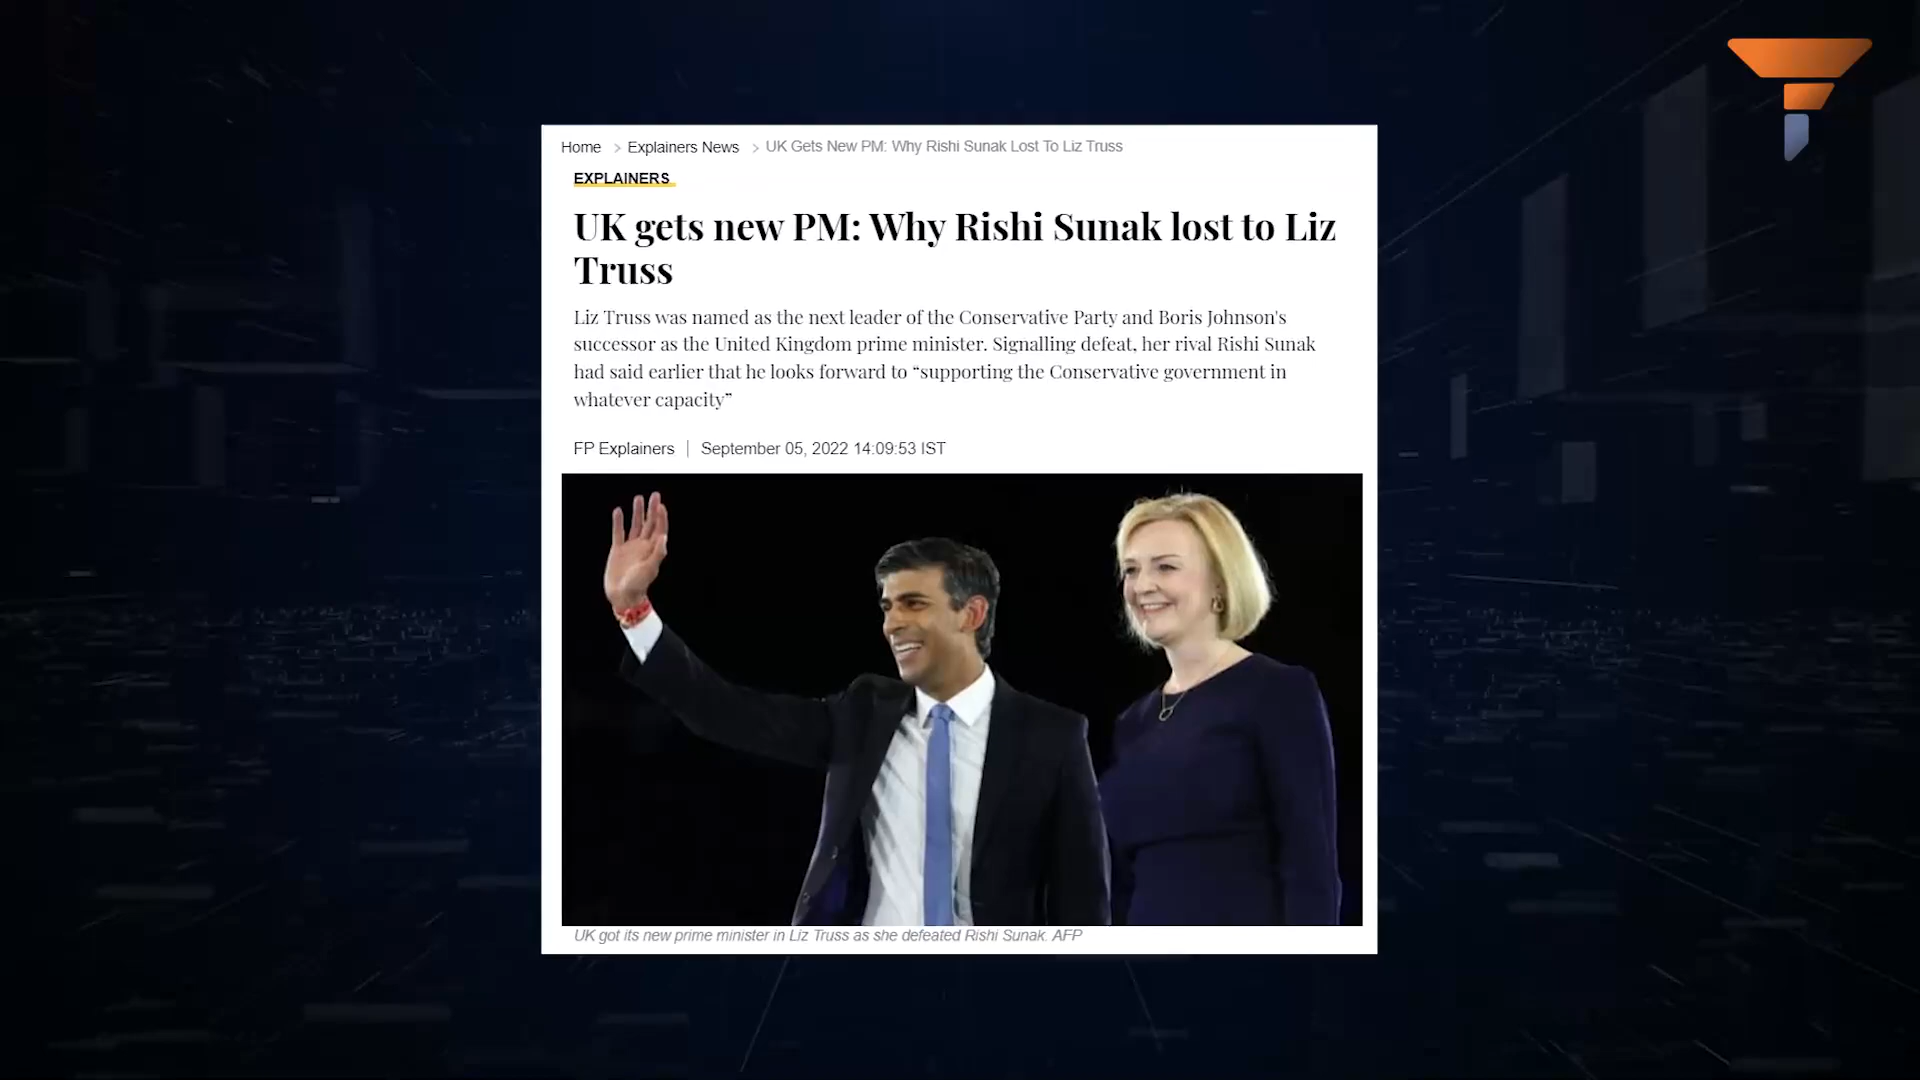 Home > Explainers News > UK Gets New PM: Why Rishi Sunak Lost To Liz Truss
EXPLAINERS
UK gets new PM: Why Rishi Sunak lost to Liz
Truss
Liz Truss was named as the next leader of the Conservative Party and Boris Johnson's
successor as the United Kingdom prime minister. Signalling defeat, her rival Rishi Sunak
had said earlier that he looks forward to “supporting the Conservative government in
whatever capacity”
FP Explainers | September 05, 2022 14:09:53 IST
UK got its new prime minister in Liz Truss as she defeated Rishi Sunak. AFP